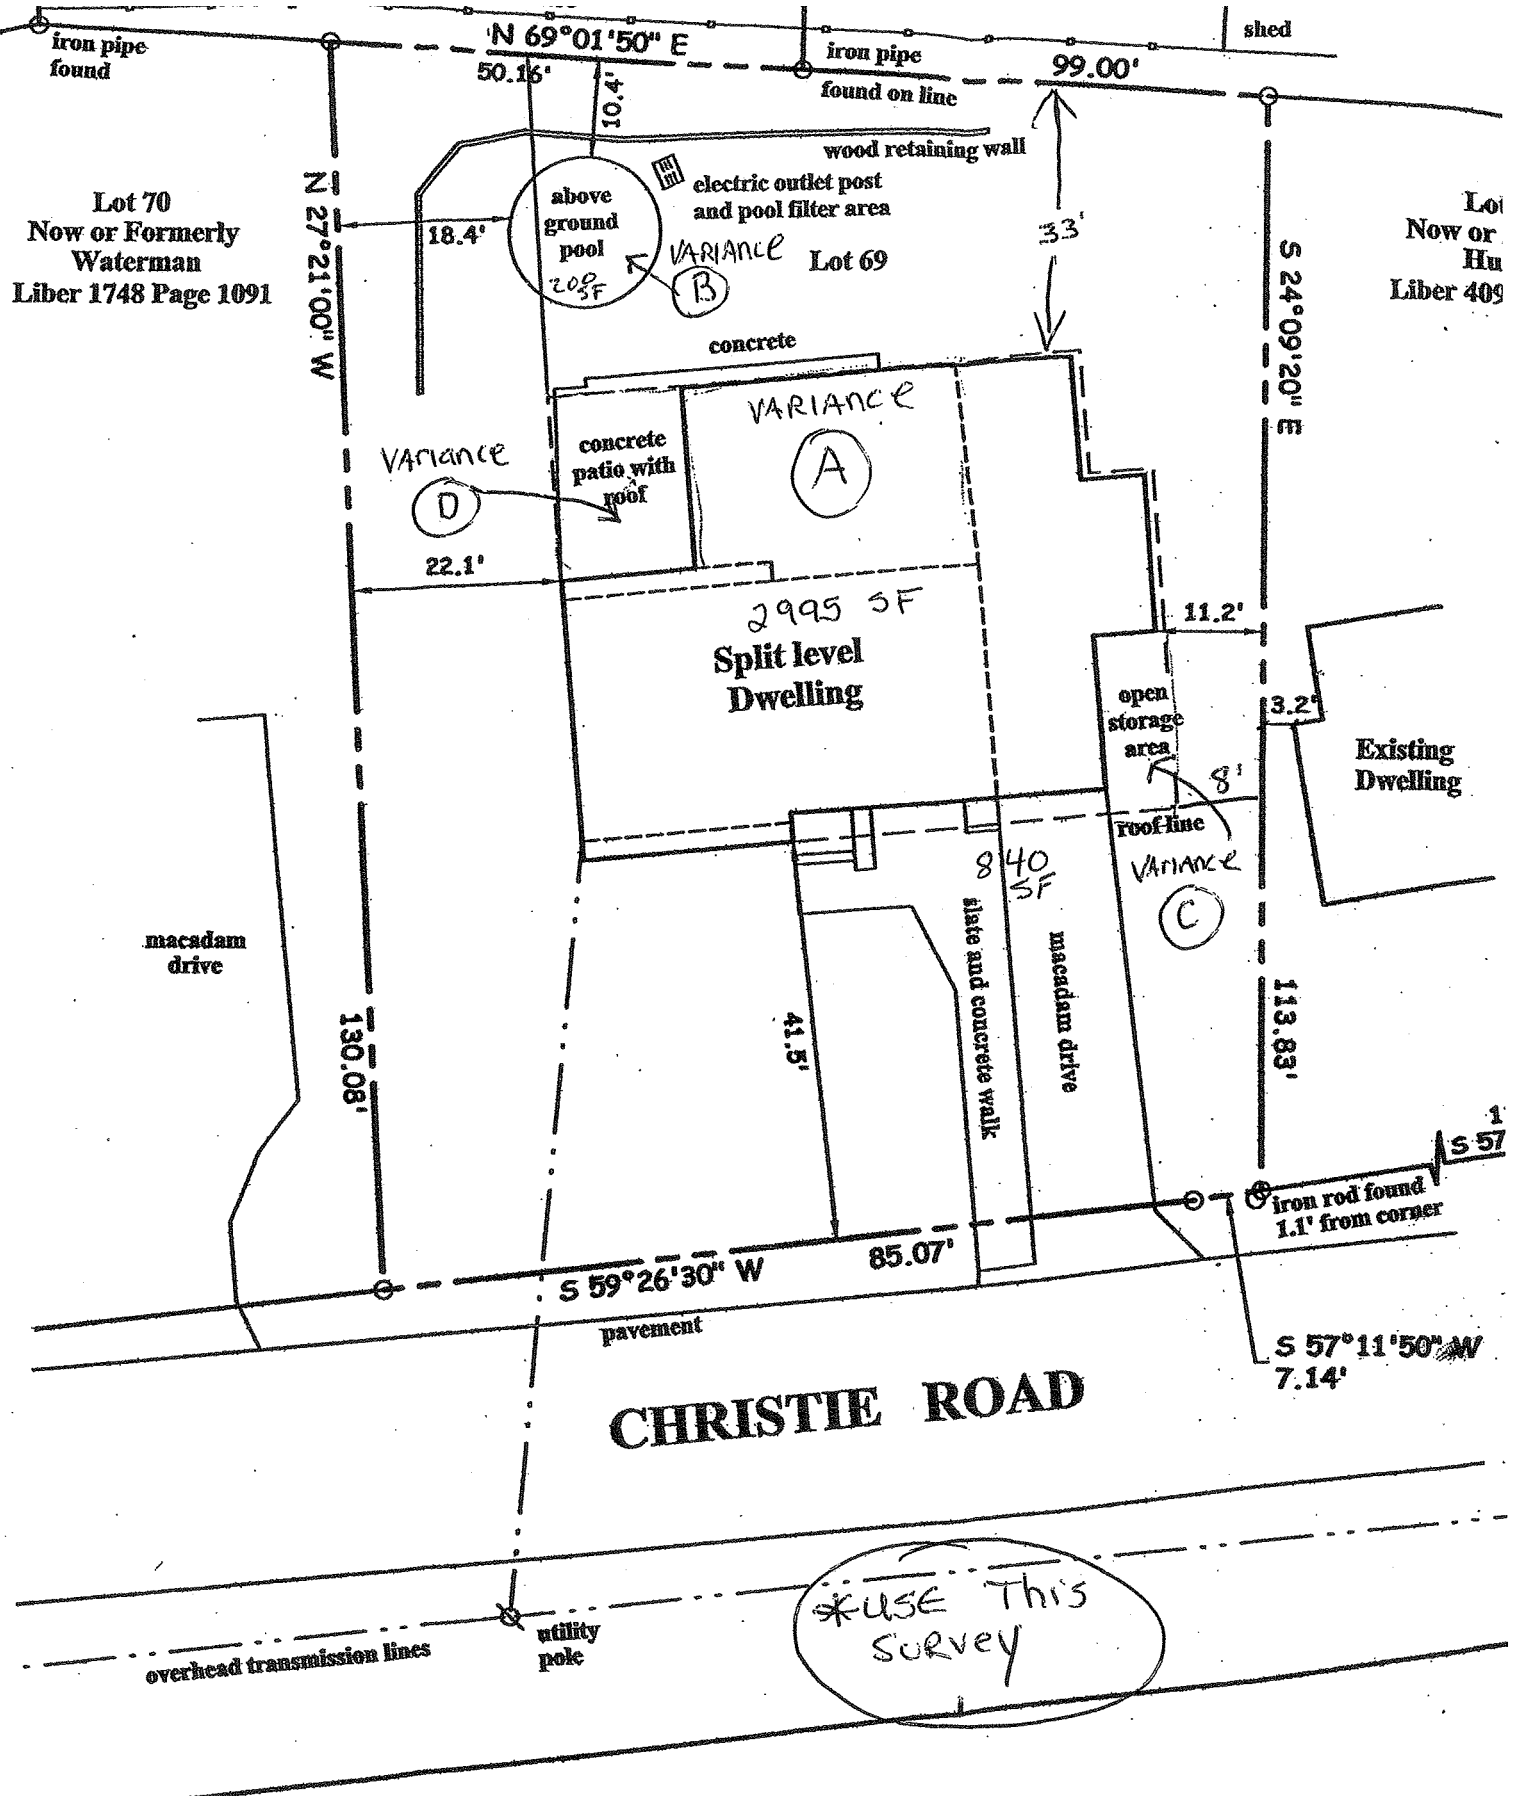 shed
N 69°01'50" E
iron pipe
found
50.16'
iron pipe
found on line
99.00'
10.4'
wood retaining wall
electric outlet post
and pool filter area
above
ground
pool
200
SF
18.4'
VARIANCE
B
Lot 69
33'
Lot 70
Now or Formerly
Waterman
Liber 1748 Page 1091
N 27°21'00" W
S 24°09'20" E
Now or
Liber 409
concrete
VARIANCE
A
VARIANCE
D
concrete
patio with
roof
22.1'
2995 SF
Split level
Dwelling
11.2'
open
storage
area
3.2'
8'
Existing
Dwelling
roof line
VARIANCE
C
840
SF
slate and concrete walk
macadam drive
macadam
drive
130.08'
41.5'
113.83'
S 57
iron rod found
1.1' from corner
S 59°26'30" W
85.07'
pavement
S 57°11'50" W
7.14'
CHRISTIE ROAD
*USE This
SURVEY
utility
pole
overhead transmission lines